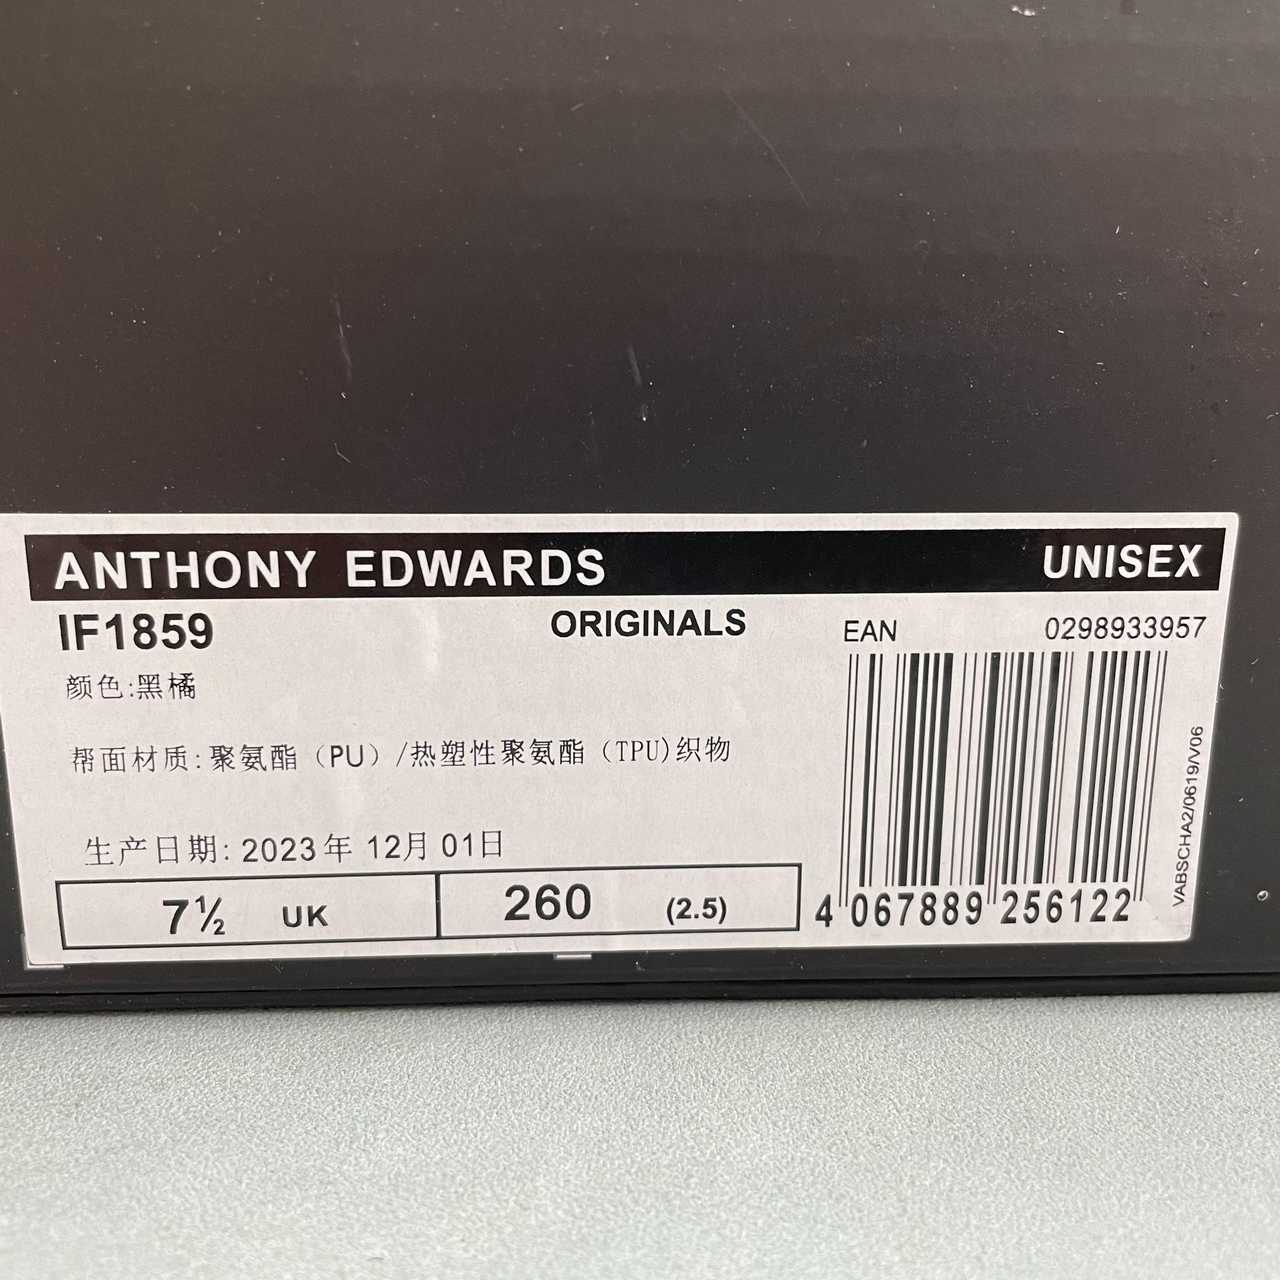 ANTHONY EDWARDS UNISEX
IF1859 ORIGINALS EAN 0298933957
颜色:黑橘
帮面材质:聚氨酯（PU）/热塑性聚氨酯（TPU)织物
生产日期: 2023年 12月 01日
7½ UK 260 (2.5)
4 067889 256122
VABSCHA2/0619/V06